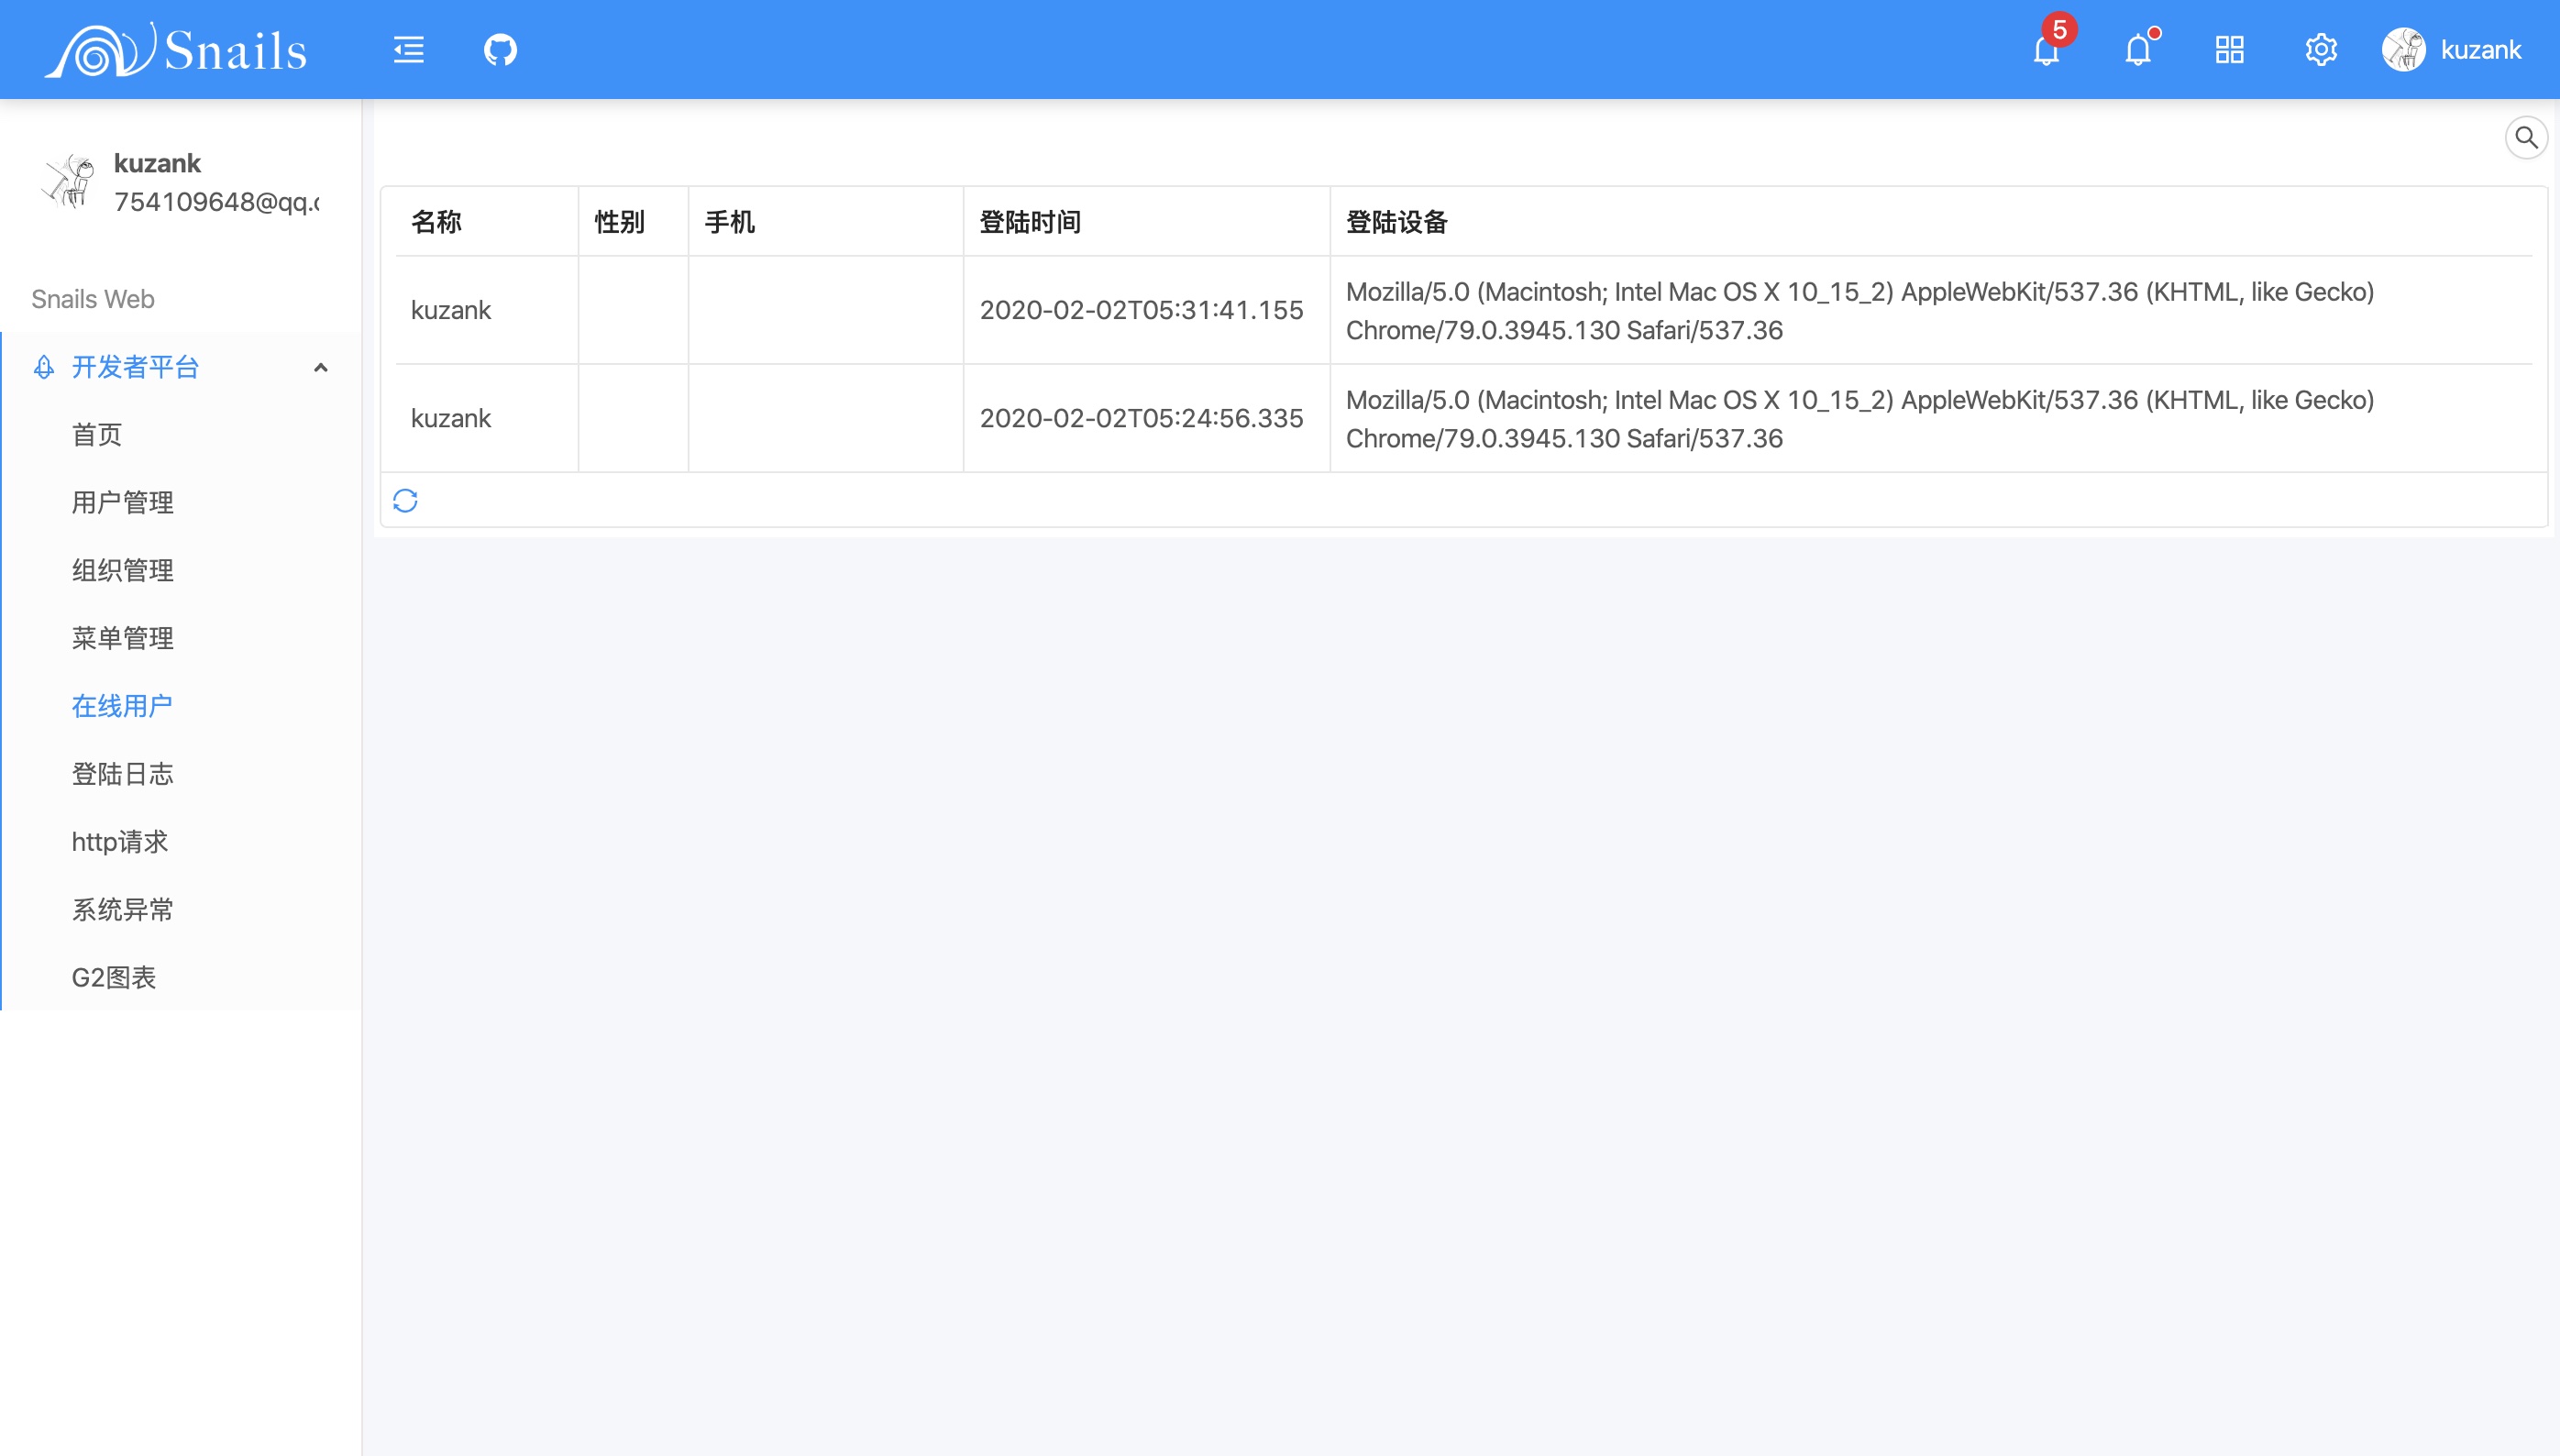 Snails
5
kuzank
kuzank
754109648@qq.c
Snails Web
开发者平台
首页
用户管理
组织管理
菜单管理
在线用户
登陆日志
http请求
系统异常
G2图表
名称 性别 手机 登陆时间 登陆设备
kuzank 2020-02-02T05:31:41.155 Mozilla/5.0 (Macintosh; Intel Mac OS X 10_15_2) AppleWebKit/537.36 (KHTML, like Gecko)
Chrome/79.0.3945.130 Safari/537.36
kuzank 2020-02-02T05:24:56.335 Mozilla/5.0 (Macintosh; Intel Mac OS X 10_15_2) AppleWebKit/537.36 (KHTML, like Gecko)
Chrome/79.0.3945.130 Safari/537.36